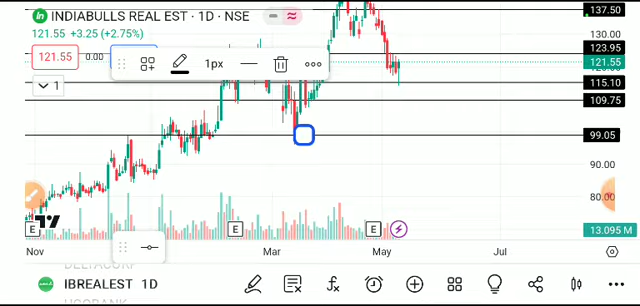 INDIABULLS REAL EST · 1D · NSE
121.55 +3.25 (+2.75%)
121.55
0.00
1px
1
137.50
130.00
123.95
121.55
115.10
109.75
99.05
90.00
80.00
13.095 M
E
E
E
Nov
Mar
May
Jul
DELTACORP
IBREALEST 1D